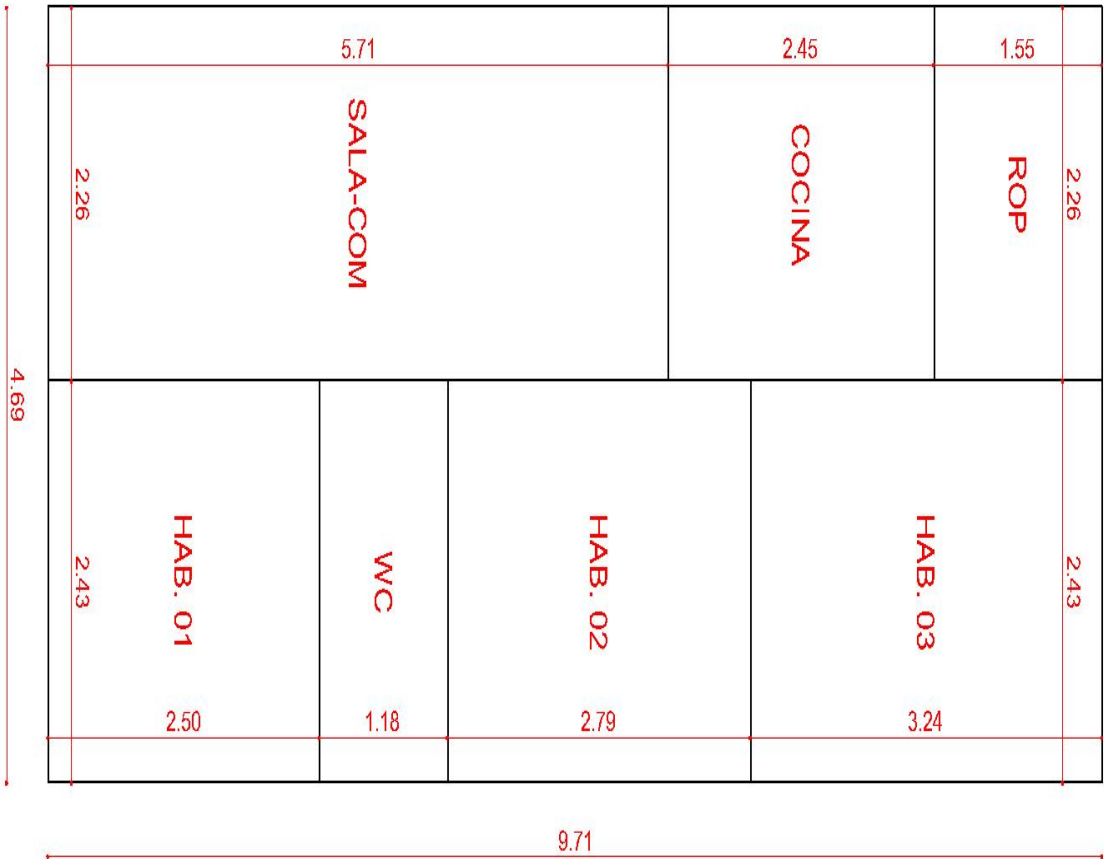 5.71
2.45
1.55
SALA-COM
COCINA
ROP
2.26
2.26
4.69
HAB. 01
WC
HAB. 02
HAB. 03
2.43
2.43
2.50
1.18
2.79
3.24
9.71